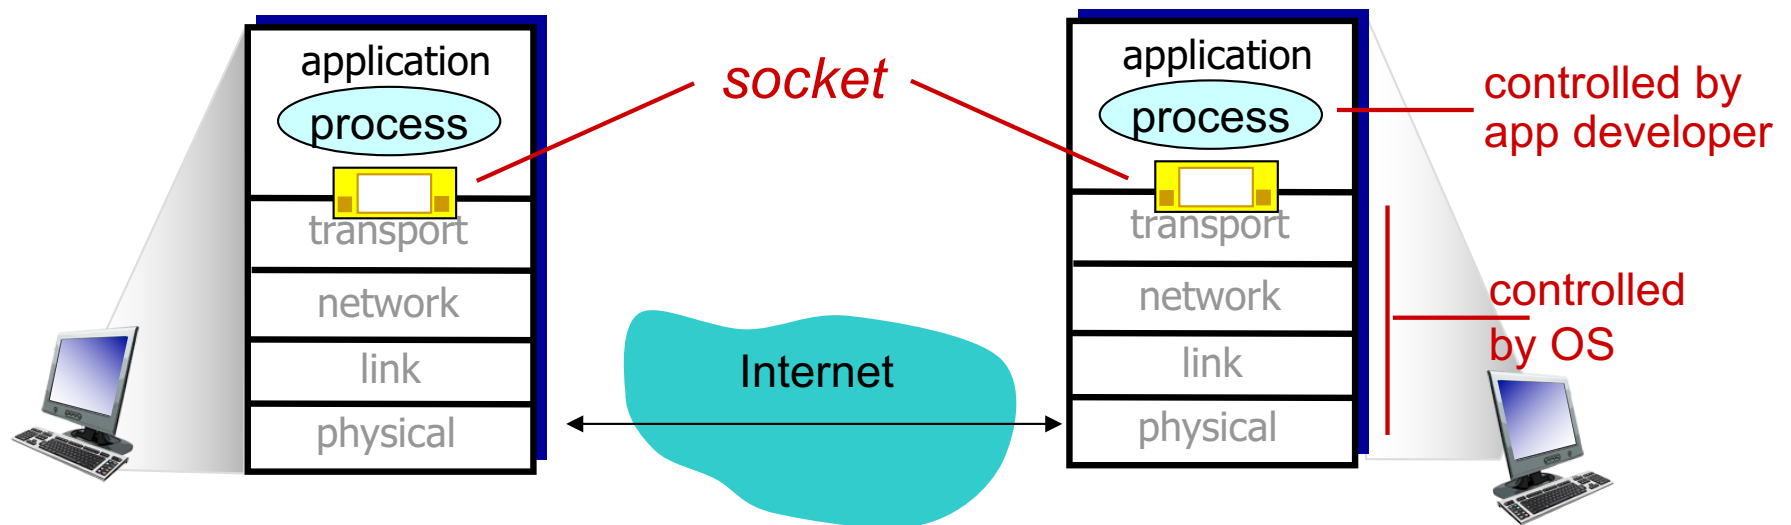 application
process
transport
network
link
physical
socket
Internet
application
process
transport
network
link
physical
controlled by
app developer
controlled
by OS